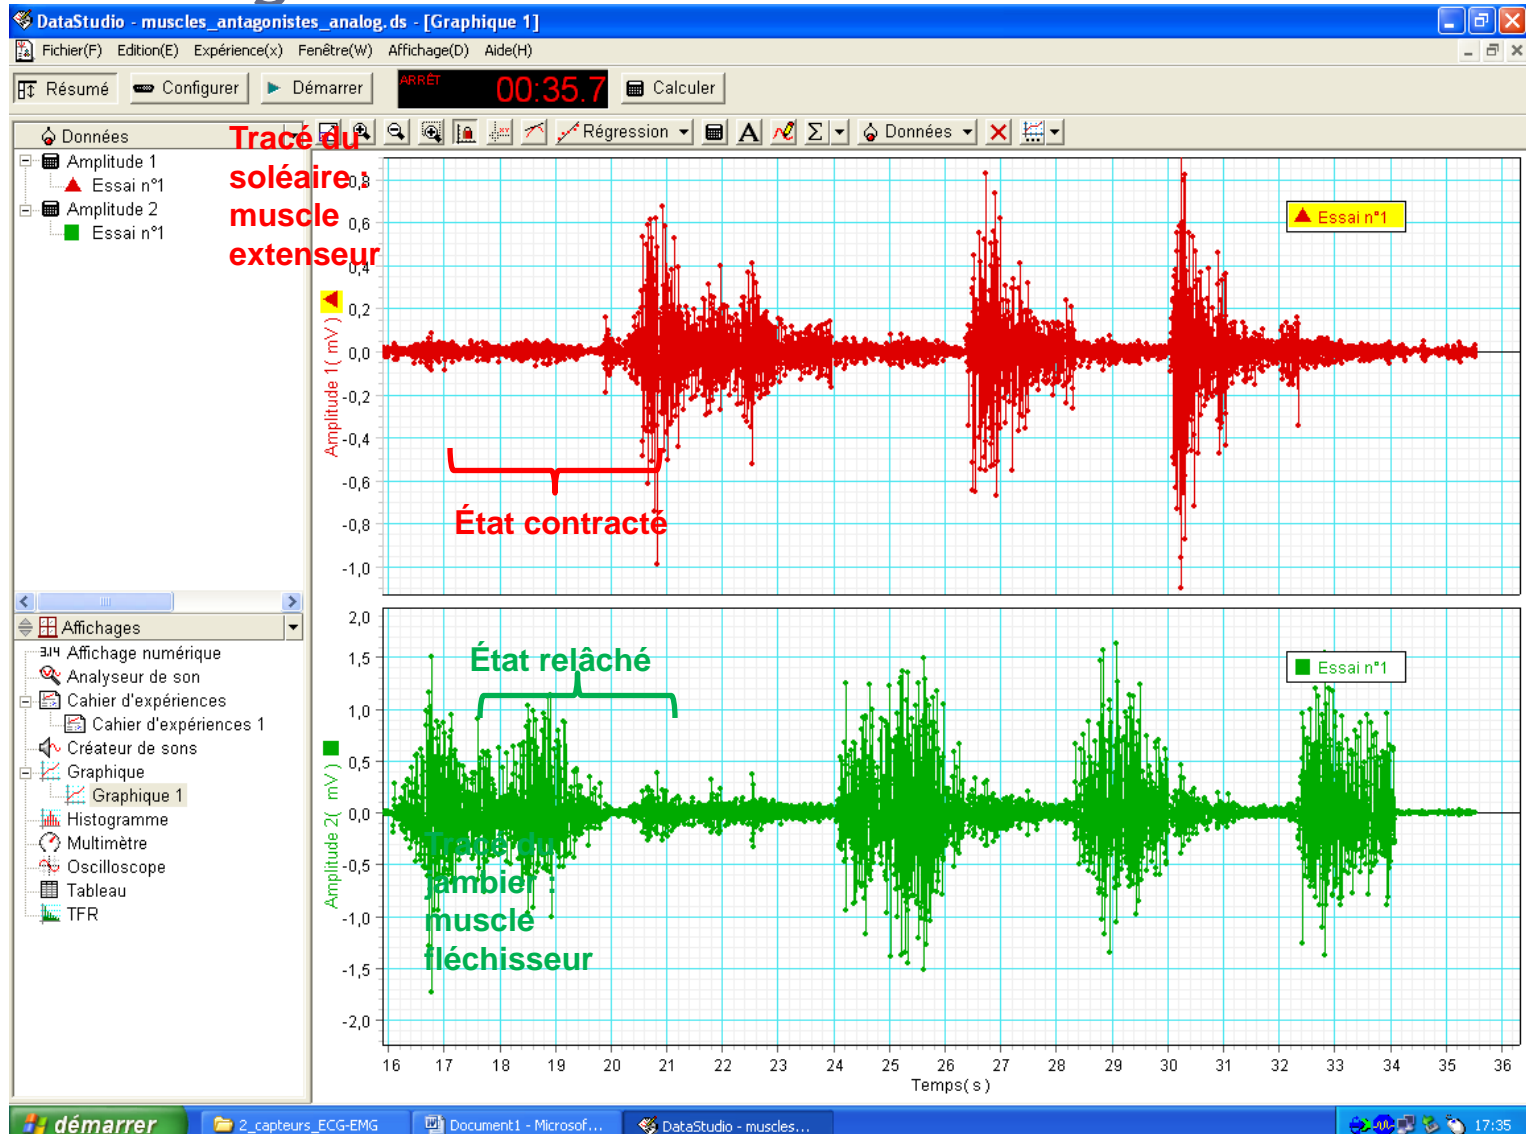 DataStudio - muscles_antagonistes_analog.ds - [Graphique 1]
Fichier(F) Edition(E) Expérience(x) Fenêtre(W) Affichage(D) Aide(H)
Résumé Configurer Démarrer ARRÊT 00:35.7 Calculer
Données
Régression A Σ Données
Amplitude 1
Essai n°1
Amplitude 2
Essai n°1
Tracé du
soléaire :
muscle
extenseur
0,8
0,6
0,4
0,2
0,0
-0,2
-0,4
-0,6
-0,8
-1,0
Amplitude 1( mV )
Essai n°1
État contracté
Affichages
3.14 Affichage numérique
Analyseur de son
Cahier d'expériences
Cahier d'expériences 1
Créateur de sons
Graphique
Graphique 1
Histogramme
Multimètre
Oscilloscope
Tableau
TFR
2,0
1,5
1,0
0,5
0,0
-0,5
-1,0
-1,5
-2,0
Amplitude 2( mV )
État relâché
Essai n°1
Tracé du
jambier :
muscle
fléchisseur
16 17 18 19 20 21 22 23 24 25 26 27 28 29 30 31 32 33 34 35 36
Temps( s )
démarrer 2_capteurs_ECG-EMG Document1 - Microsof... DataStudio - muscles... 17:35